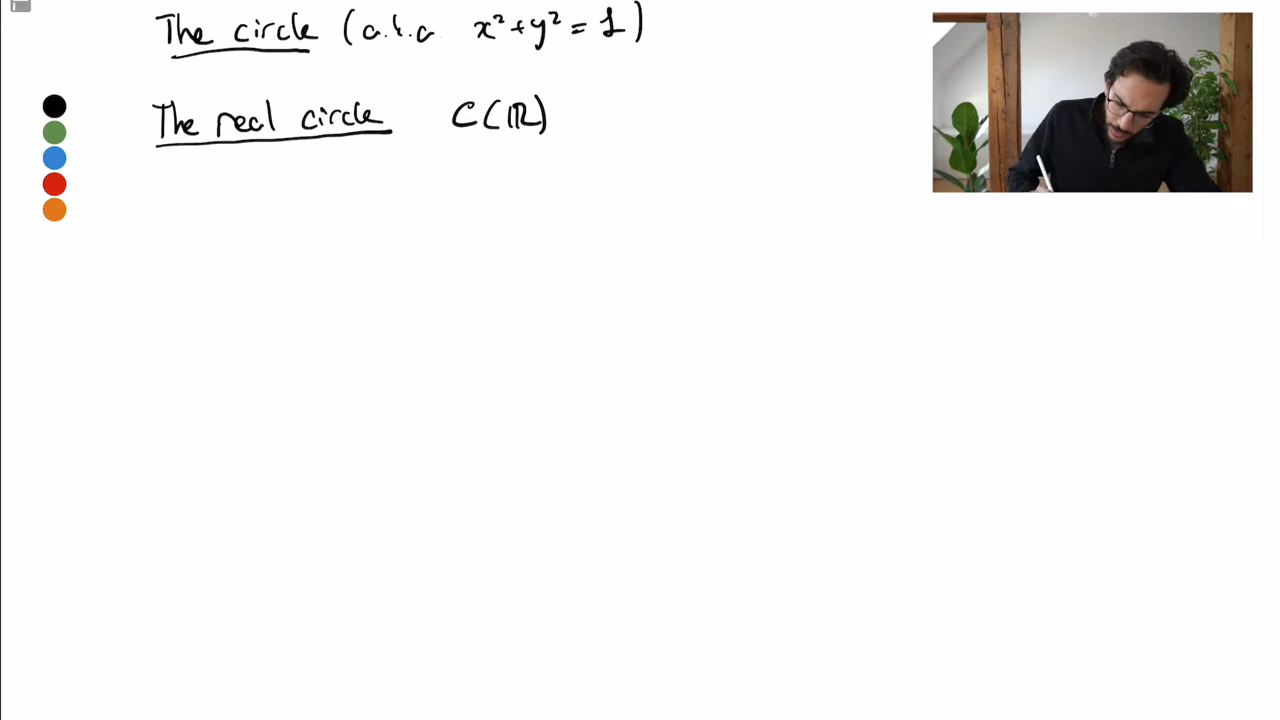 The circle (a.k.a x² + y² = 1)
The real circle C(ℝ)